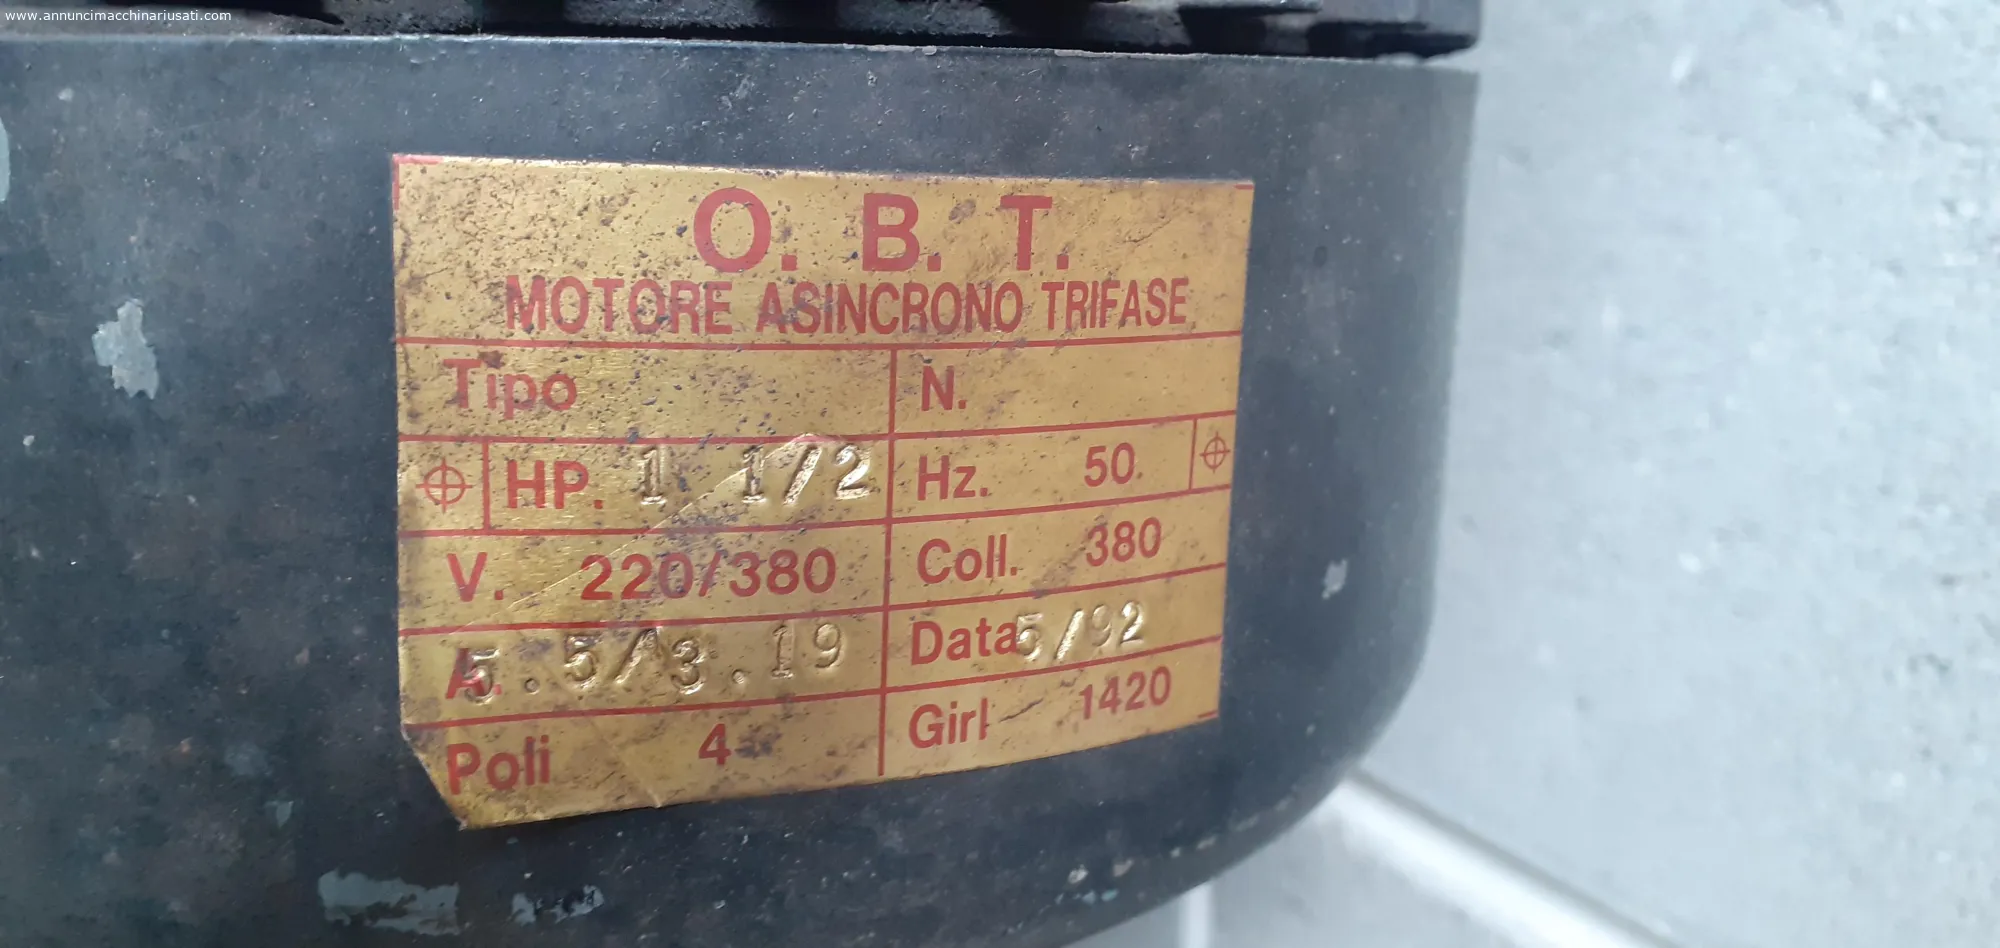 www.annuncimacchinariusati.com
O. B. T.
MOTORE ASINCRONO TRIFASE
Tipo N.
HP. 1 1/2 Hz. 50
V. 220/380 Coll. 380
A. 5.5/3.19 Data 5/92
Poli 4 Giri 1420